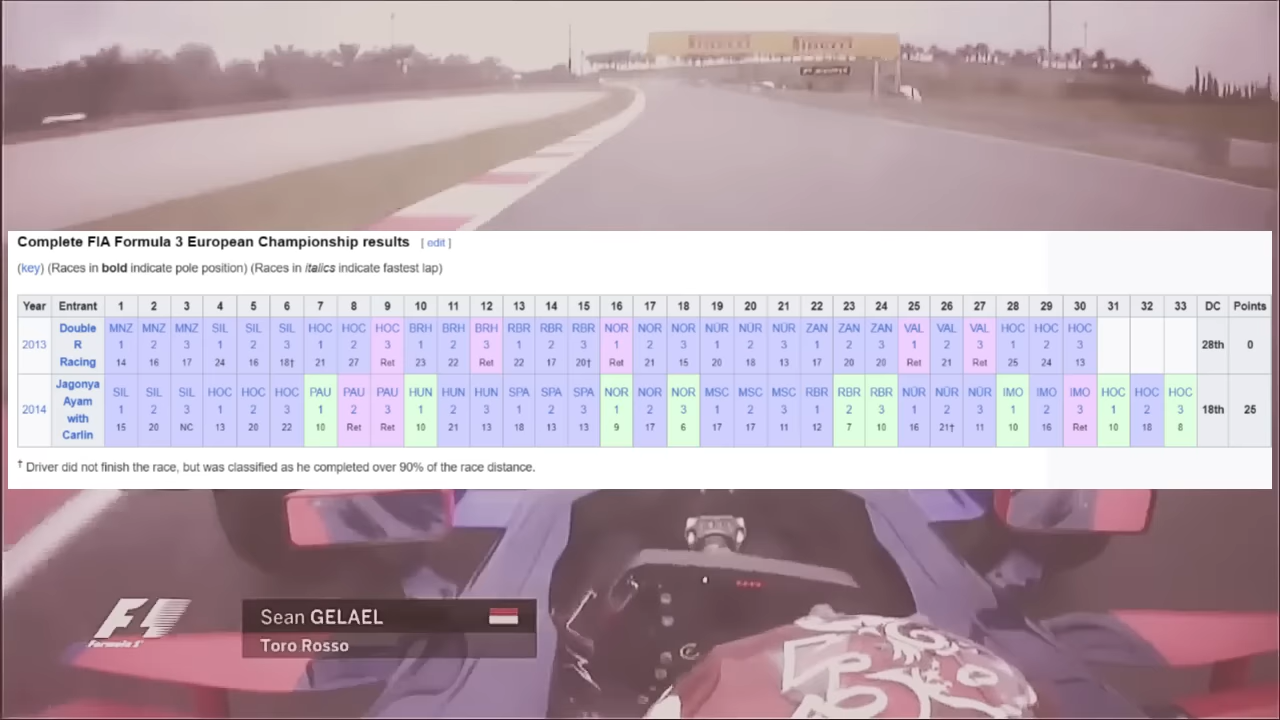 Complete FIA Formula 3 European Championship results [ edit ]
(key) (Races in bold indicate pole position) (Races in italics indicate fastest lap)
Year Entrant 1 2 3 4 5 6 7 8 9 10 11 12 13 14 15 16 17 18 19 20 21 22 23 24 25 26 27 28 29 30 31 32 33 DC Points
Double MNZ MNZ MNZ SIL SIL SIL HOC HOC HOC BRH BRH BRH RBR RBR RBR NOR NOR NOR NÜR NÜR NÜR ZAN ZAN ZAN VAL VAL VAL HOC HOC HOC
2013 R 1 2 3 1 2 3 1 2 3 1 2 3 1 2 3 1 2 3 1 2 3 1 2 3 1 2 3 1 2 3 28th 0
Racing 14 16 17 24 16 18† 21 27 Ret 23 22 Ret 22 17 20† Ret 21 15 20 18 13 17 20 20 Ret 21 Ret 25 24 13
Jagonya SIL SIL SIL HOC HOC HOC PAU PAU PAU HUN HUN HUN SPA SPA SPA NOR NOR NOR MSC MSC MSC RBR RBR RBR NÜR NÜR NÜR IMO IMO IMO HOC HOC HOC
2014 Ayam with 1 2 3 1 2 3 1 2 3 1 2 3 1 2 3 1 2 3 1 2 3 1 2 3 1 2 3 1 2 3 1 2 3 18th 25
Carlin 15 20 NC 13 20 22 10 Ret Ret 10 21 13 18 13 13 9 17 6 17 17 11 12 7 10 16 21† 11 10 16 Ret 10 18 8
† Driver did not finish the race, but was classified as he completed over 90% of the race distance.
F1
Formula 1
Sean GELAEL
Toro Rosso